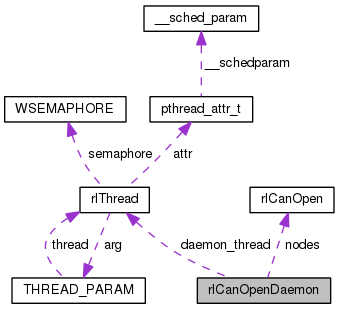 __sched_param
__schedparam
WSEMAPHORE
pthread_attr_t
semaphore
attr
rlThread
rlCanOpen
thread
arg
daemon_thread
nodes
THREAD_PARAM
rlCanOpenDaemon